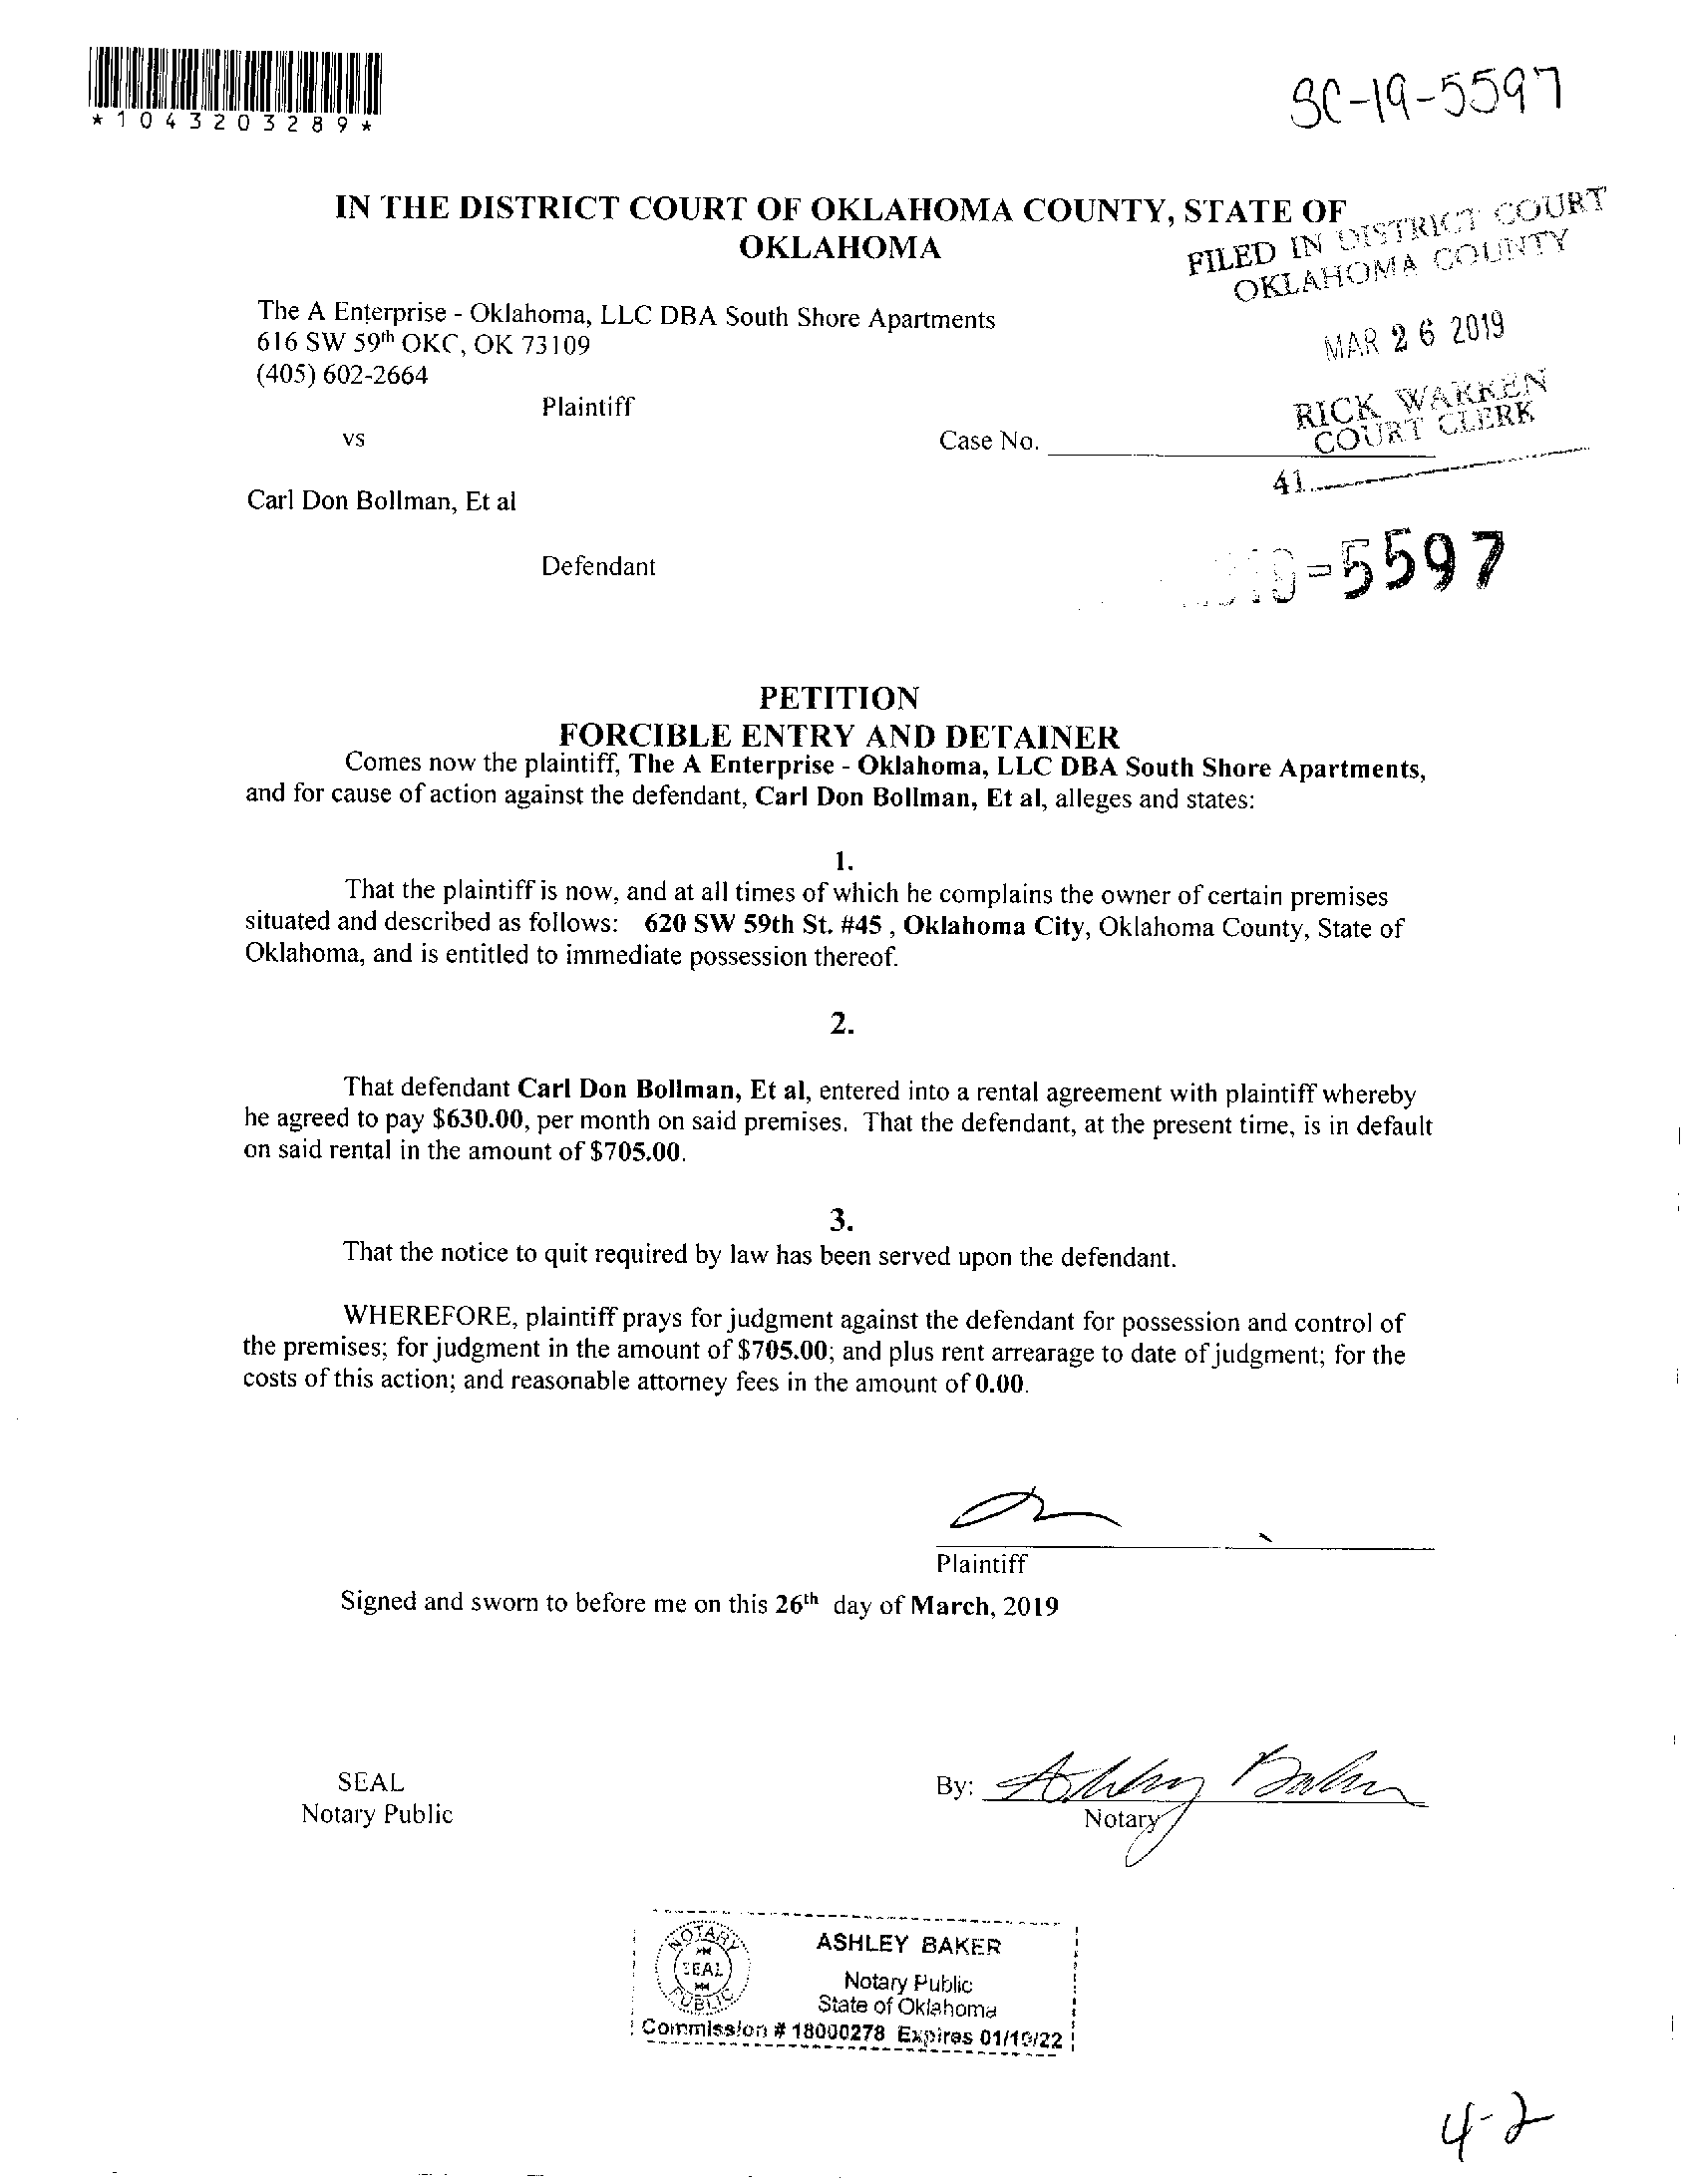 *1043203289*
SC-19-5597
IN THE DISTRICT COURT OF OKLAHOMA COUNTY, STATE OF
OKLAHOMA
FILED IN DISTRICT COURT
OKLAHOMA COUNTY
The A Enterprise - Oklahoma, LLC DBA South Shore Apartments
616 SW 59th OKC, OK 73109
(405) 602-2664
MAR 26 2019
Plaintiff
RICK WARREN
COURT CLERK
vs
Case No.
41
Carl Don Bollman, Et al
Defendant
-5597
PETITION
FORCIBLE ENTRY AND DETAINER
Comes now the plaintiff, The A Enterprise - Oklahoma, LLC DBA South Shore Apartments,
and for cause of action against the defendant, Carl Don Bollman, Et al, alleges and states:
1.
That the plaintiff is now, and at all times of which he complains the owner of certain premises
situated and described as follows: 620 SW 59th St. #45 , Oklahoma City, Oklahoma County, State of
Oklahoma, and is entitled to immediate possession thereof.
2.
That defendant Carl Don Bollman, Et al, entered into a rental agreement with plaintiff whereby
he agreed to pay $630.00, per month on said premises. That the defendant, at the present time, is in default
on said rental in the amount of $705.00.
3.
That the notice to quit required by law has been served upon the defendant.
WHEREFORE, plaintiff prays for judgment against the defendant for possession and control of
the premises; for judgment in the amount of $705.00; and plus rent arrearage to date of judgment; for the
costs of this action; and reasonable attorney fees in the amount of 0.00.
Plaintiff
Signed and sworn to before me on this 26th day of March, 2019
SEAL
Notary Public
By: Ashley Baker
Notary
NOTARY
SEAL
PUBLIC
ASHLEY BAKER
Notary Public
State of Oklahoma
Commission # 18000278 Expires 01/10/22
4-2